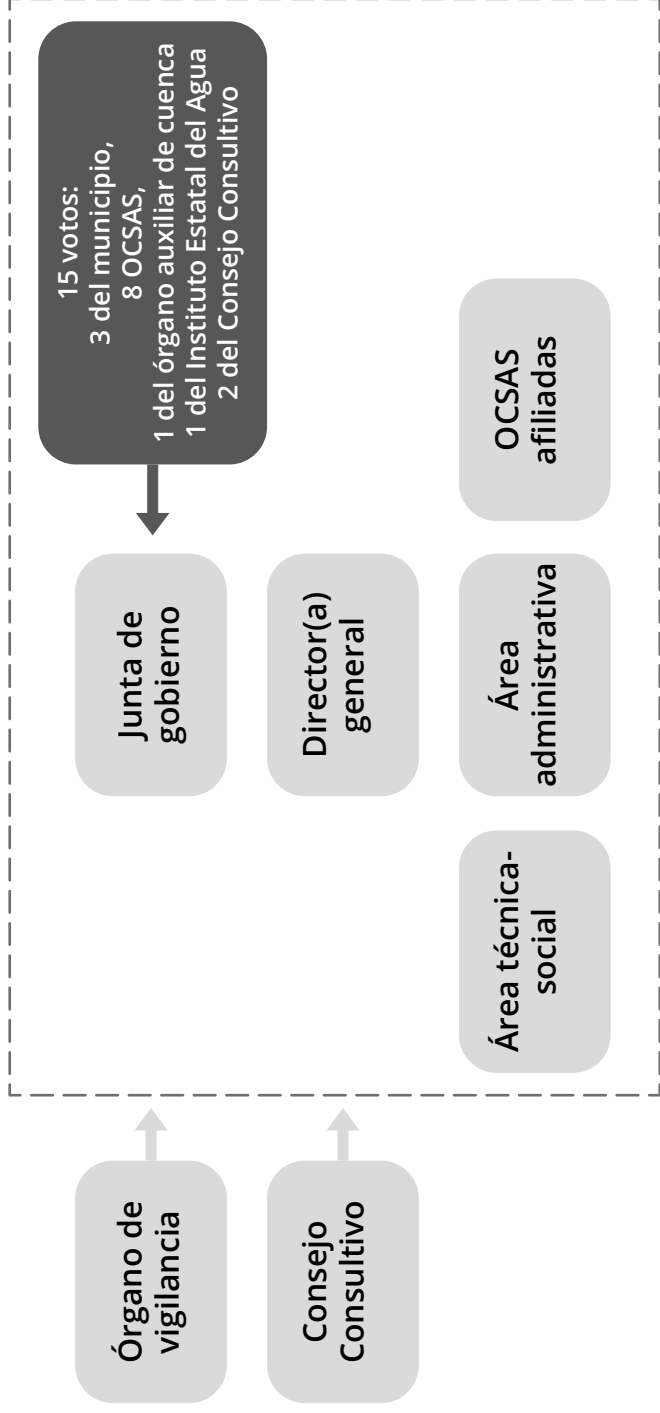 Órgano de
vigilancia
Junta de
gobierno
15 votos:
3 del municipio,
8 OCSAS,
1 del órgano auxiliar de cuenca
1 del Instituto Estatal del Agua
2 del Consejo Consultivo
Consejo
Consultivo
Director(a)
general
Área técnica-
social
Área
administrativa
OCSAS
afiliadas